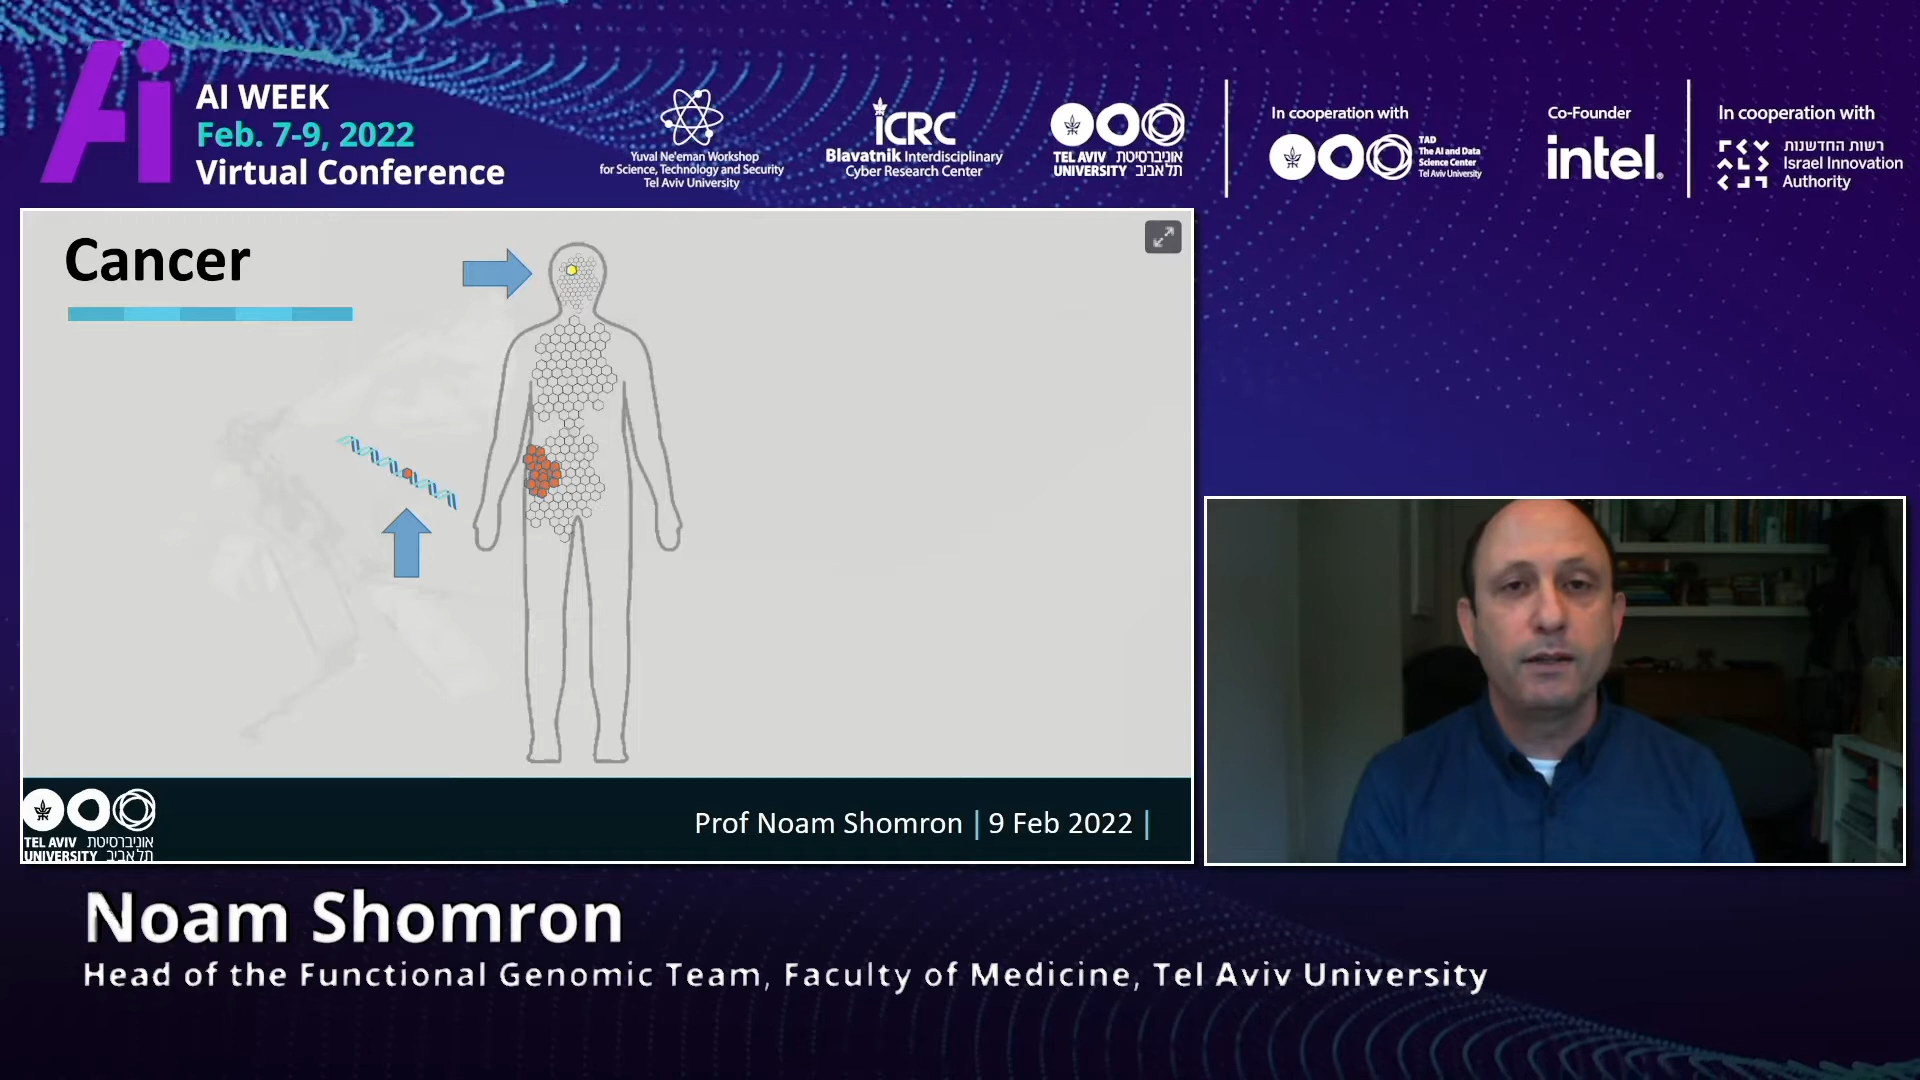 Ai
AI WEEK
Feb. 7-9, 2022
Virtual Conference
Yuval Ne'eman Workshop
for Science, Technology and Security
Tel Aviv University
iCRC
Blavatnik Interdisciplinary
Cyber Research Center
TEL AVIV אוניברסיטת
UNIVERSITY תל אביב
In cooperation with
TAD
The AI and Data
Science Center
Tel Aviv University
Co-Founder
intel.
In cooperation with
רשות החדשנות
Israel Innovation
Authority
Cancer
TEL AVIV אוניברסיטת
UNIVERSITY תל אביב
Prof Noam Shomron | 9 Feb 2022 |
Noam Shomron
Head of the Functional Genomic Team, Faculty of Medicine, Tel Aviv University